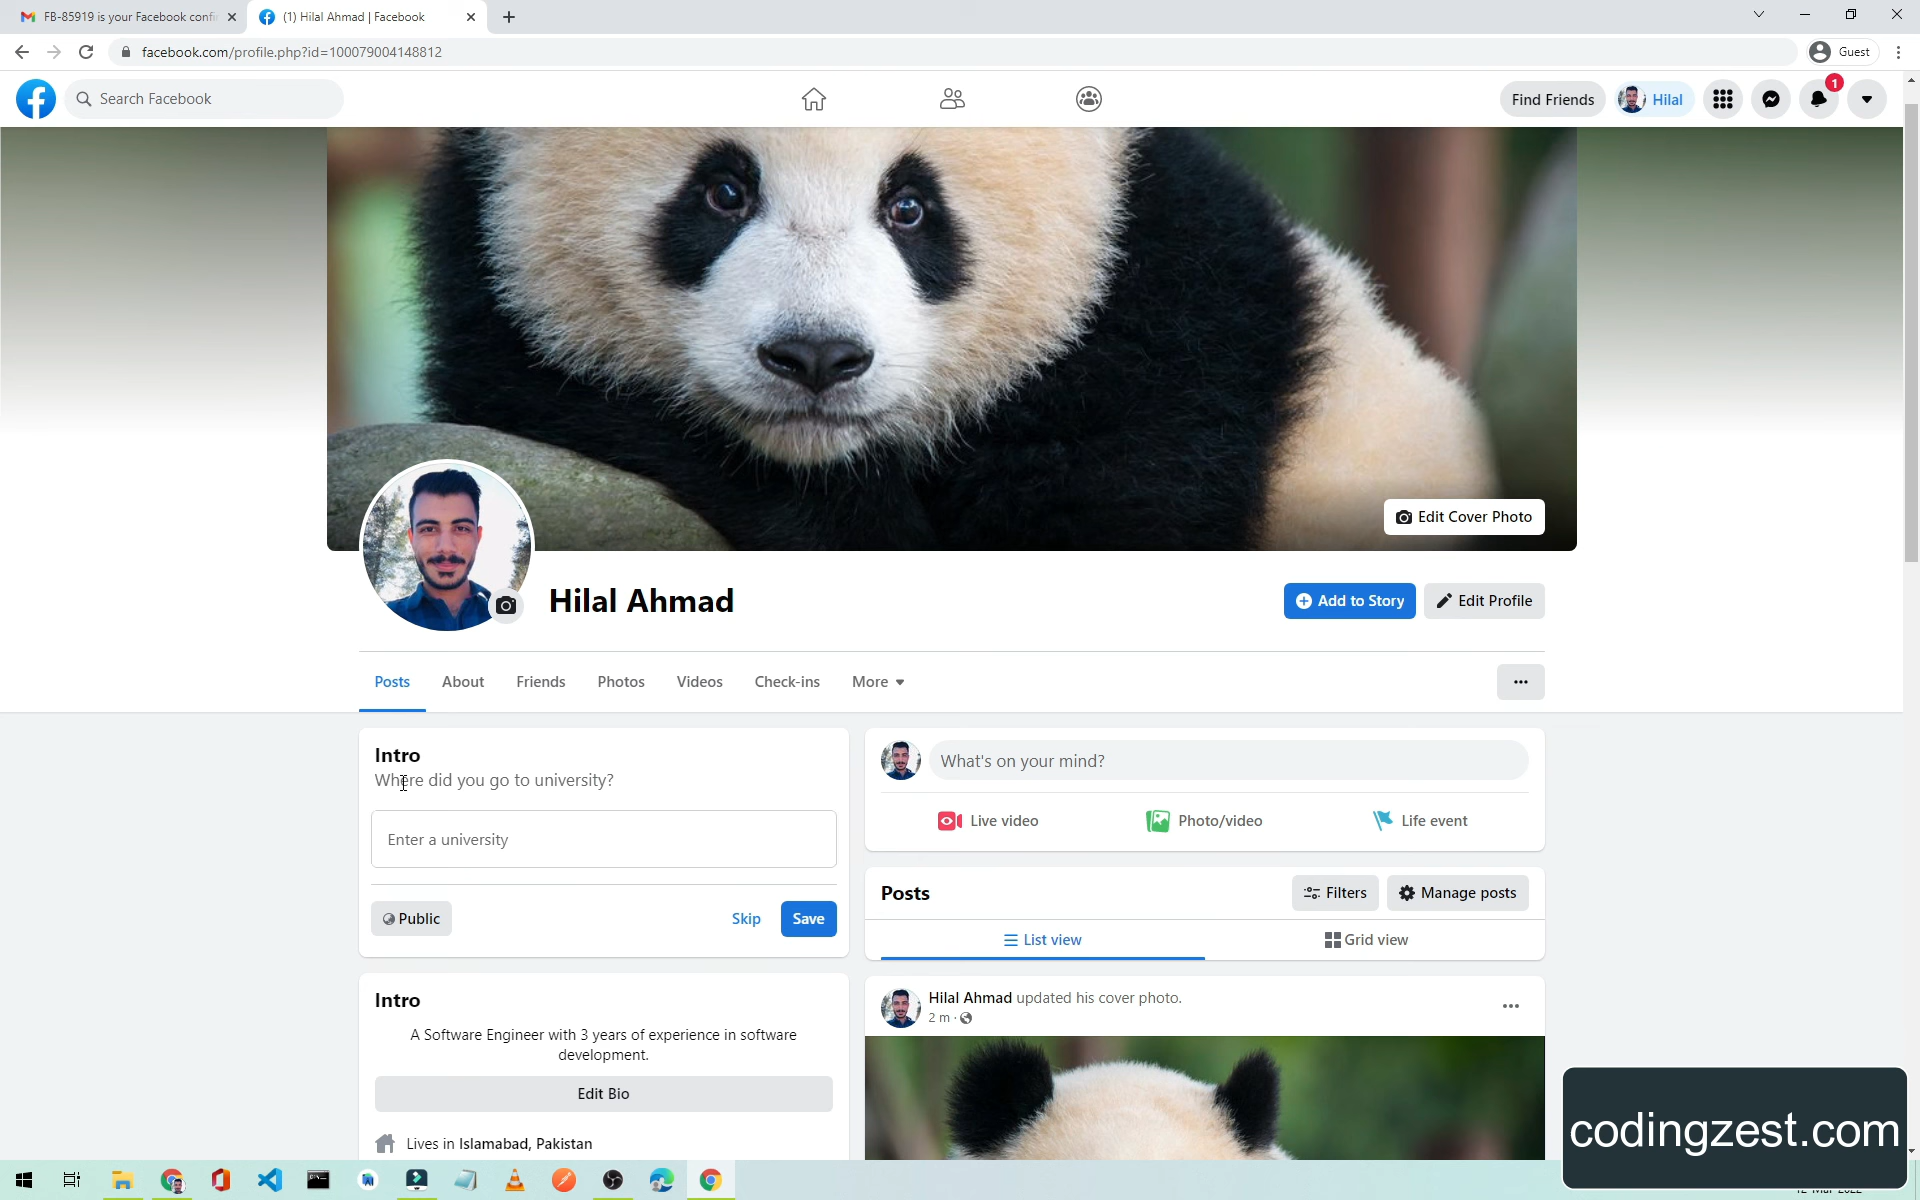 FB-85919 is your Facebook confi
(1) Hilal Ahmad | Facebook
facebook.com/profile.php?id=100079004148812
Guest
Search Facebook
Find Friends
Hilal
1
Edit Cover Photo
Hilal Ahmad
Add to Story
Edit Profile
Posts
About
Friends
Photos
Videos
Check-ins
More
Intro
Where did you go to university?
Enter a university
Public
Skip
Save
What's on your mind?
Live video
Photo/video
Life event
Posts
Filters
Manage posts
List view
Grid view
Intro
A Software Engineer with 3 years of experience in software
development.
Edit Bio
Lives in Islamabad, Pakistan
Hilal Ahmad updated his cover photo.
2 m
codingzest.com